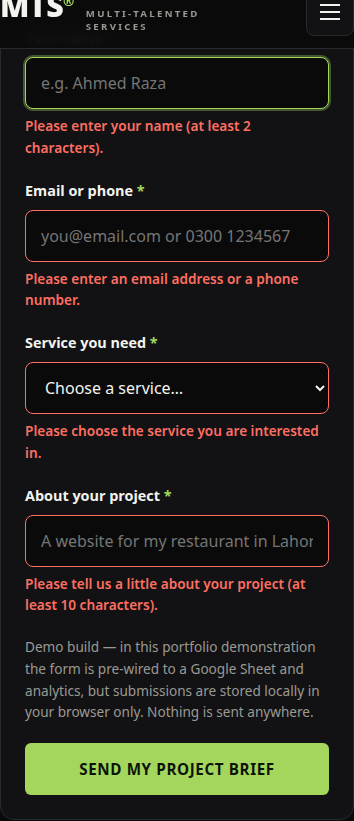 MTS®
MULTI-TALENTED
SERVICES
e.g. Ahmed Raza
Please enter your name (at least 2
characters).
Email or phone *
you@email.com or 0300 1234567
Please enter an email address or a phone
number.
Service you need *
Choose a service...
Please choose the service you are interested
in.
About your project *
A website for my restaurant in Lahor
Please tell us a little about your project (at
least 10 characters).
Demo build — in this portfolio demonstration
the form is pre-wired to a Google Sheet and
analytics, but submissions are stored locally in
your browser only. Nothing is sent anywhere.
SEND MY PROJECT BRIEF